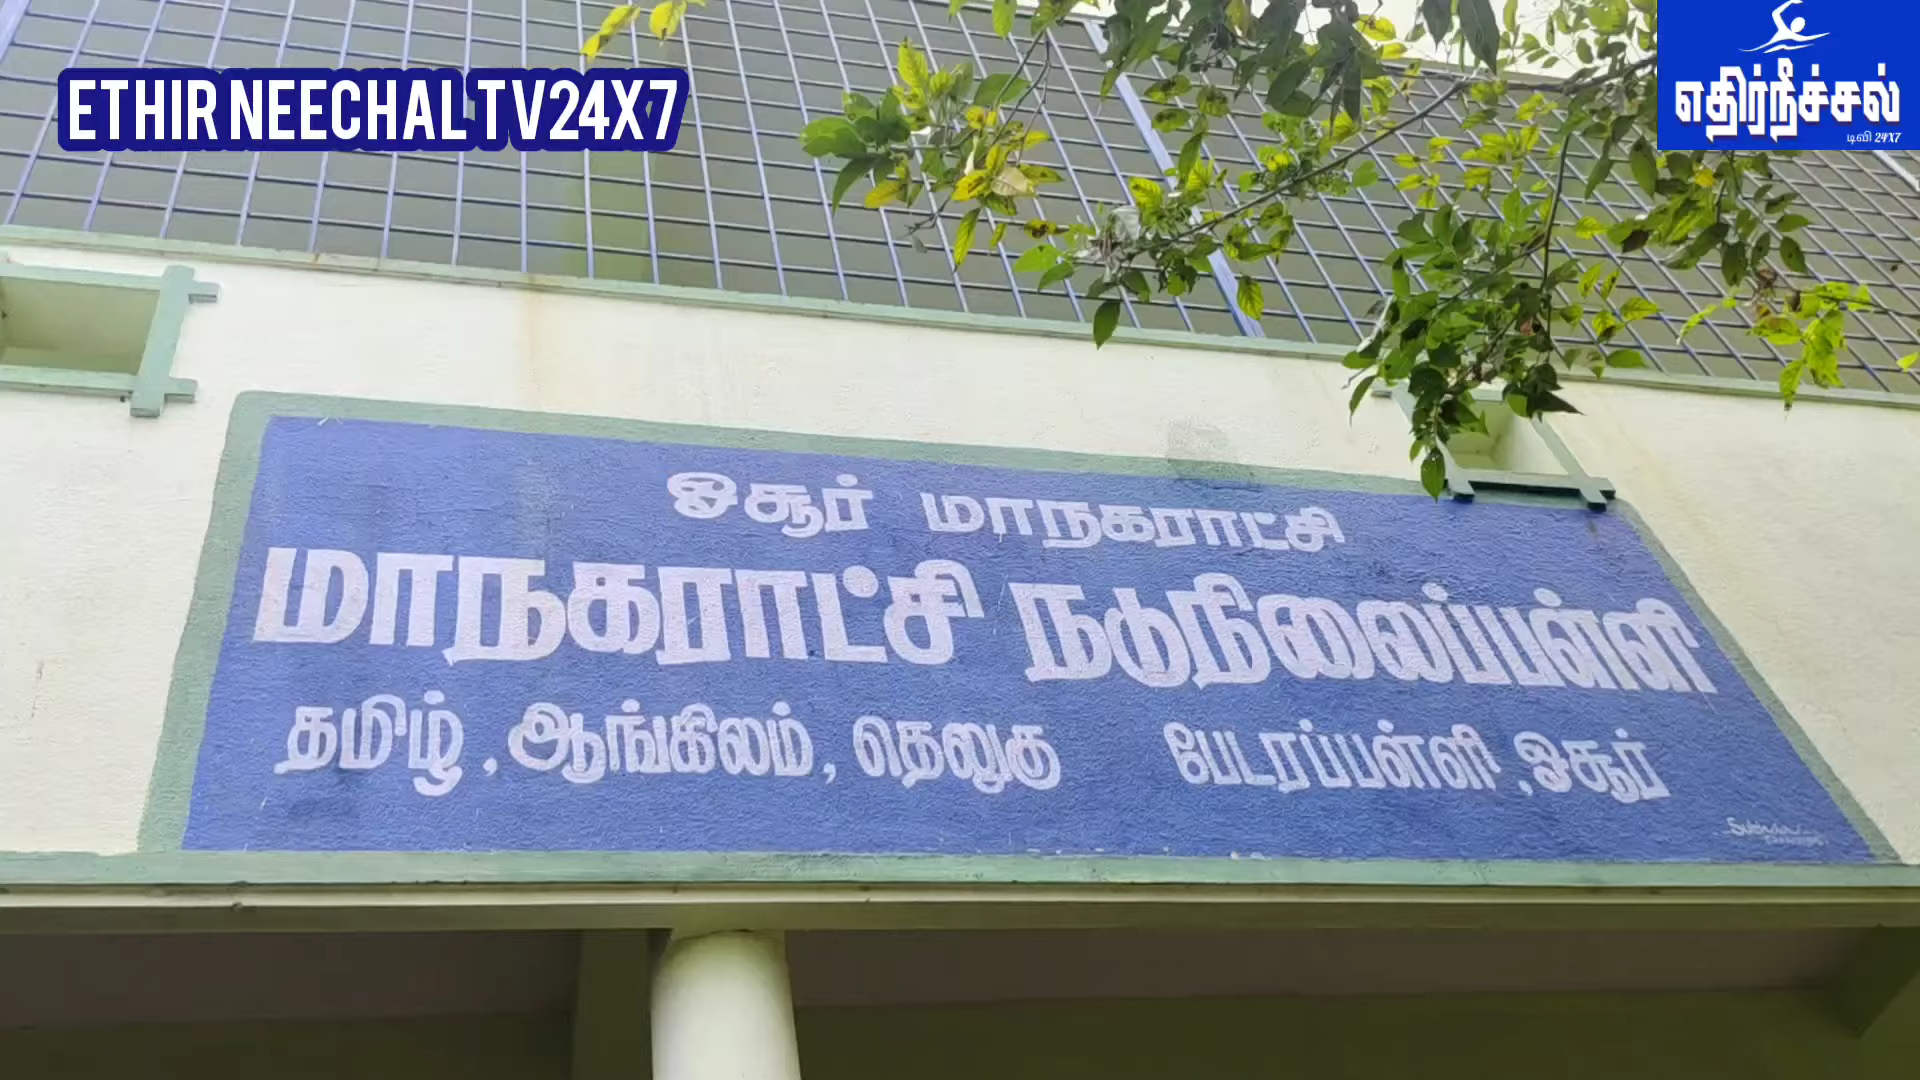 ETHIR NEECHAL TV24X7
எதிர்நீச்சல்
டிவி 24X7
ஓசூர் மாநகராட்சி
மாநகராட்சி நடுநிலைப்பள்ளி
தமிழ், ஆங்கிலம், தெலுகு பேடரப்பள்ளி, ஓசூர்